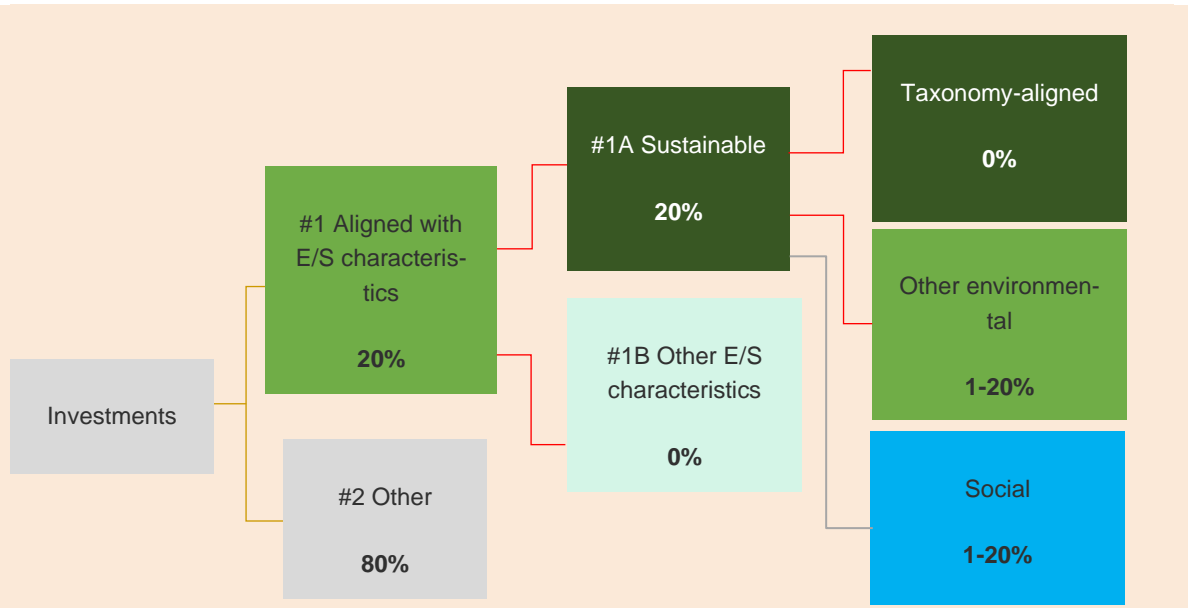 Investments
#1 Aligned with
E/S characteris-
tics
20%
#2 Other
80%
#1A Sustainable
20%
#1B Other E/S
characteristics
0%
Taxonomy-aligned
0%
Other environmen-
tal
1-20%
Social
1-20%